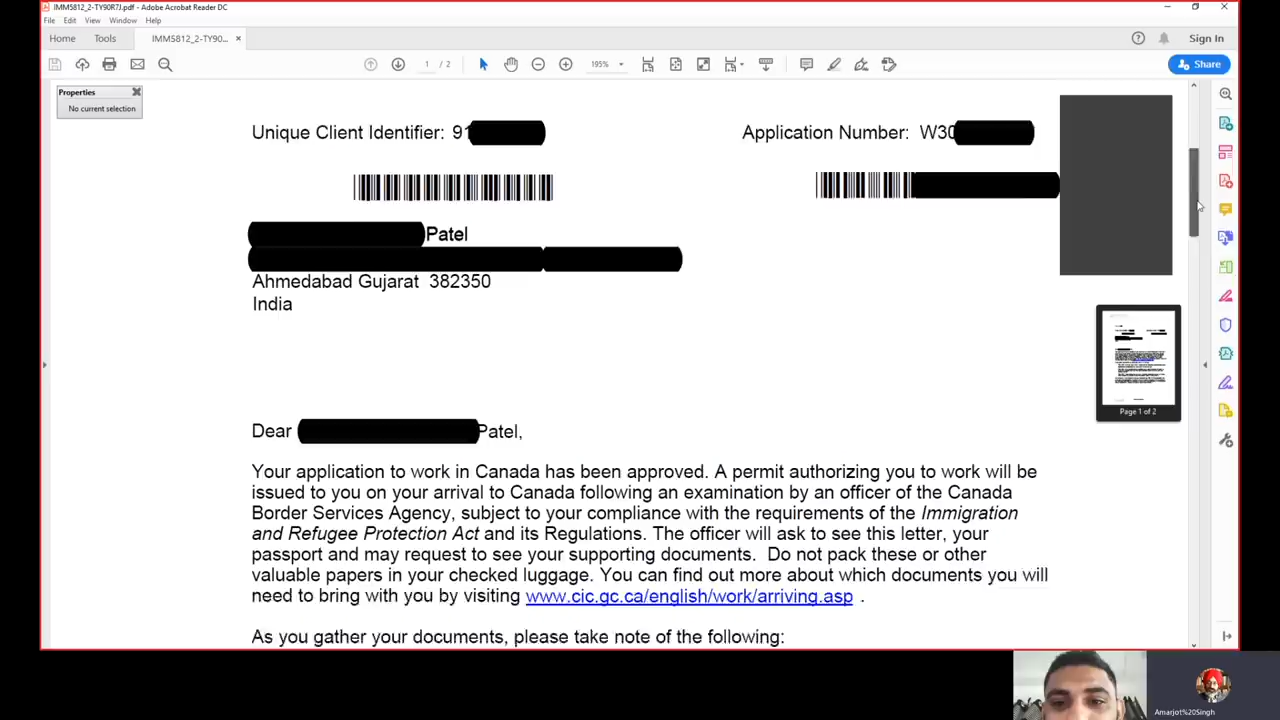 IMM5812_2-TY90R7J.pdf - Adobe Acrobat Reader DC
File Edit View Window Help
Home Tools IMM5812_2-TY90... × Sign In
1 / 2 195% Share
Properties
No current selection
Unique Client Identifier: 91 Application Number: W30
Patel
Ahmedabad Gujarat 382350
India
Page 1 of 2
Dear Patel,
Your application to work in Canada has been approved. A permit authorizing you to work will be
issued to you on your arrival to Canada following an examination by an officer of the Canada
Border Services Agency, subject to your compliance with the requirements of the Immigration
and Refugee Protection Act and its Regulations. The officer will ask to see this letter, your
passport and may request to see your supporting documents. Do not pack these or other
valuable papers in your checked luggage. You can find out more about which documents you will
need to bring with you by visiting www.cic.gc.ca/english/work/arriving.asp .
As you gather your documents, please take note of the following:
Amarjot%20Singh